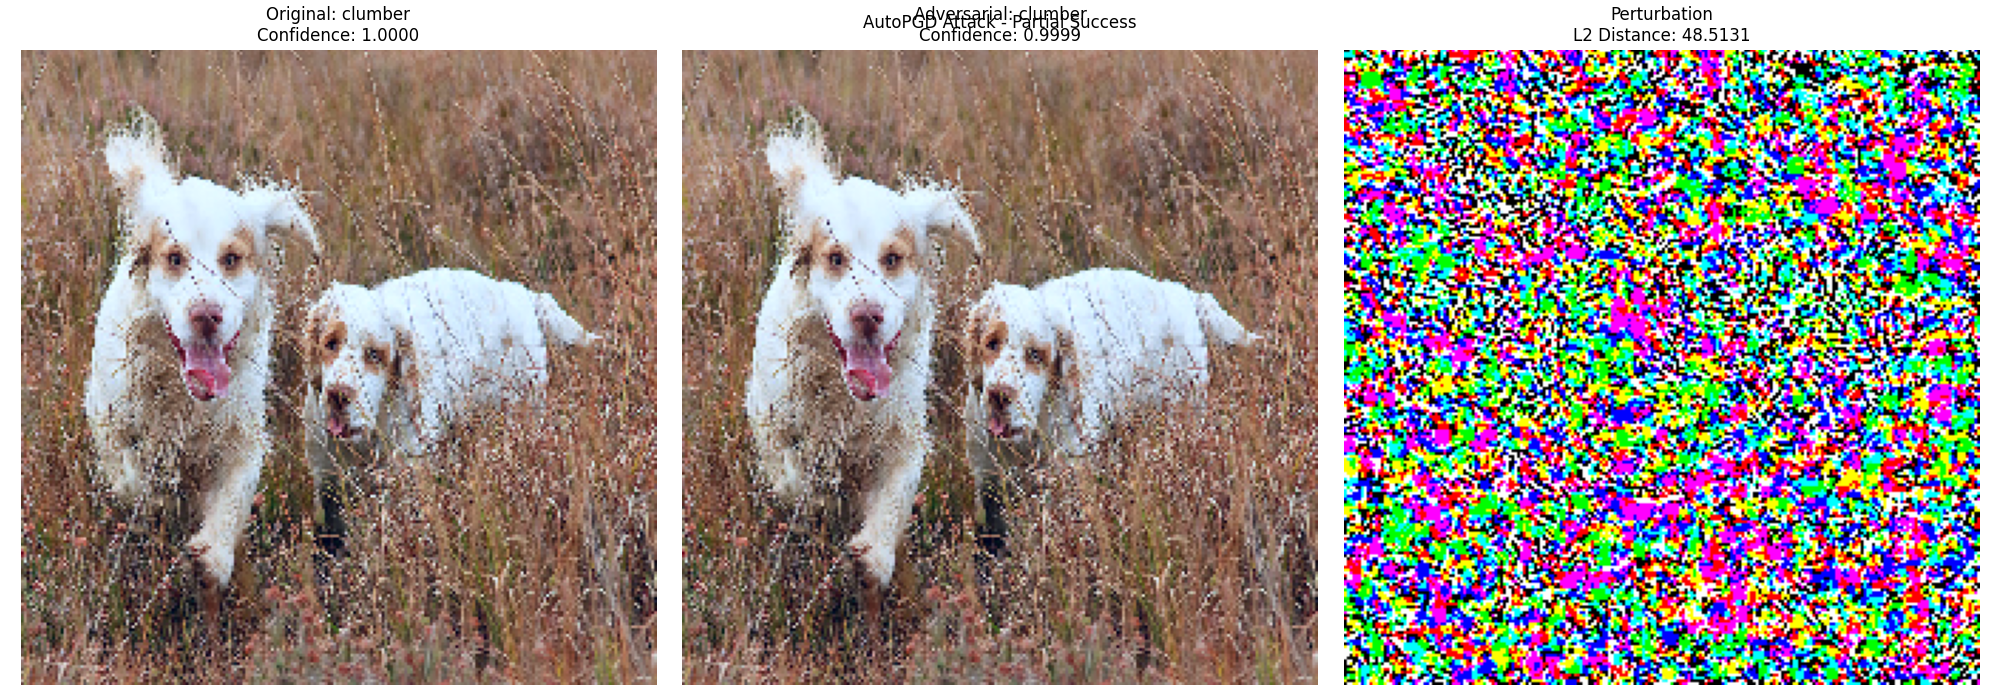 Original: clumber
Confidence: 1.0000
Adversarial: clumber
AutoPGD Attack - Partial Success
Confidence: 0.9999
Perturbation
L2 Distance: 48.5131